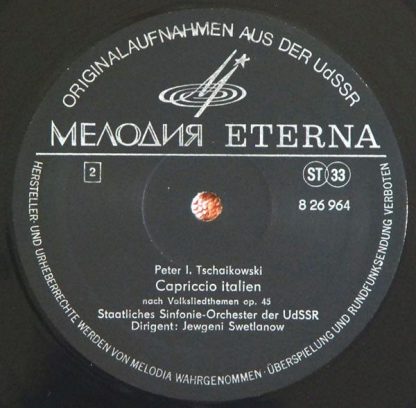 ORIGINALAUFNAHMEN AUS DER UdSSR
МЕЛОДИЯ ETERNA
2
ST 33
8 26 964
Peter I. Tschaikowski
Capriccio italien
nach Volksliedthemen op. 45
Staatliches Sinfonie-Orchester der UdSSR
Dirigent: Jewgeni Swetlanow
HERSTELLER- UND URHEBERRECHTE WERDEN VON MELODIA WAHRGENOMMEN · ÜBERSPIELUNG UND RUNDFUNKSENDUNG VERBOTEN